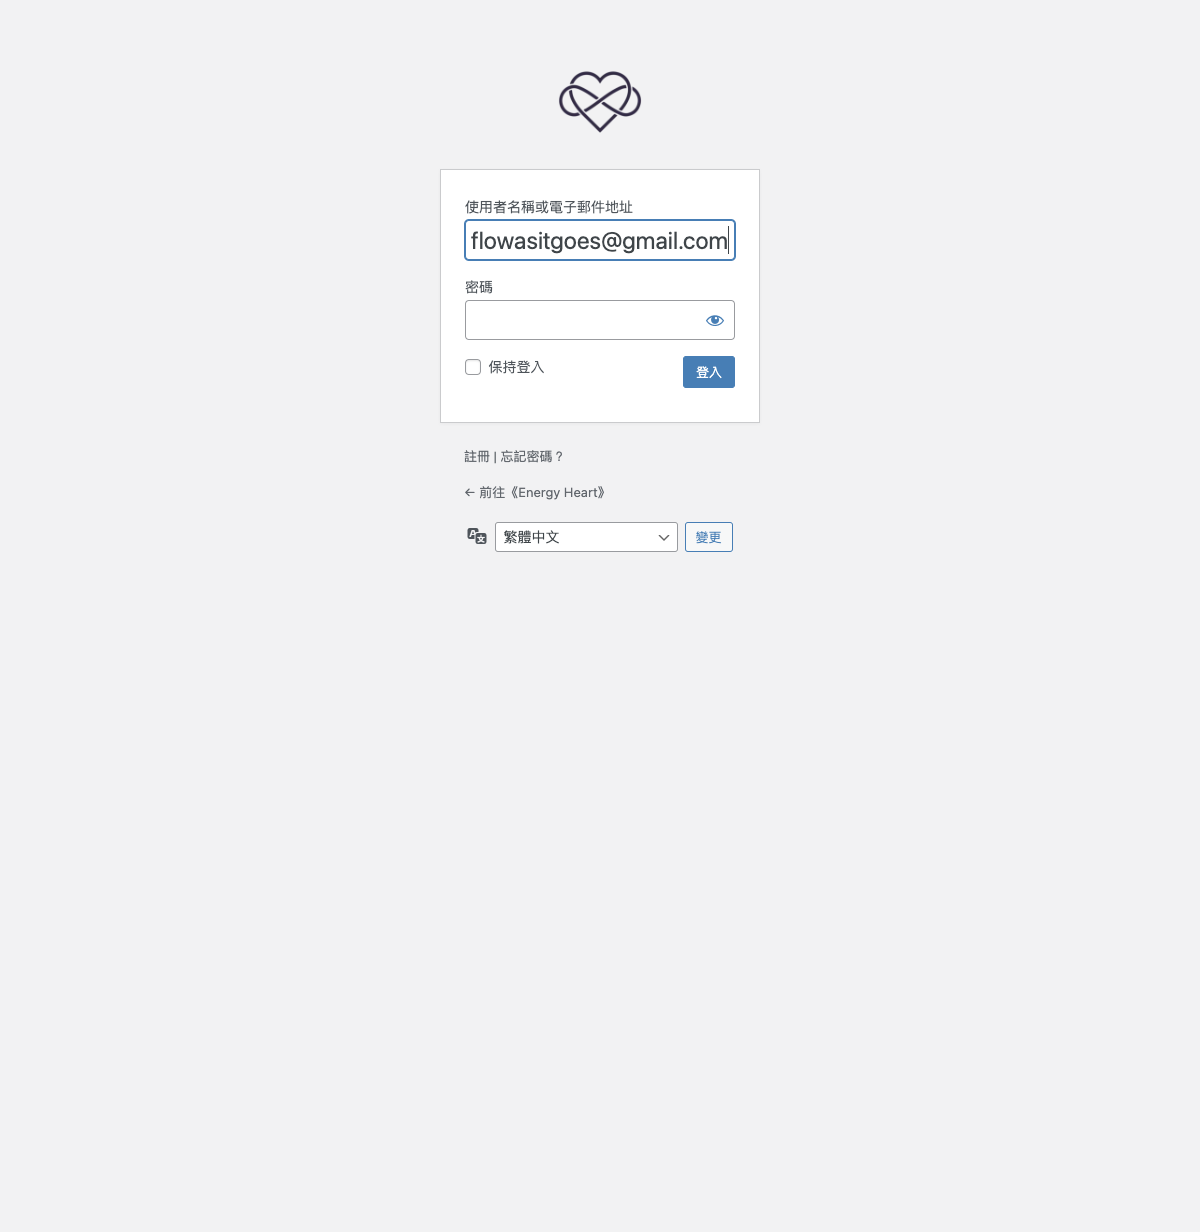 使用者名稱或電子郵件地址
flowasitgoes@gmail.com
密碼
保持登入
登入
註冊 | 忘記密碼？
← 前往《Energy Heart》
繁體中文
變更